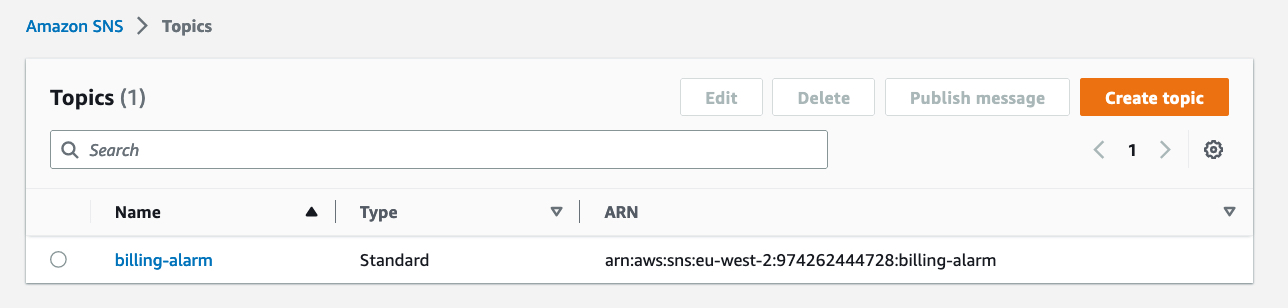 Amazon SNS > Topics
Topics (1) Edit Delete Publish message Create topic
Search 1
Name Type ARN
billing-alarm Standard arn:aws:sns:eu-west-2:974262444728:billing-alarm